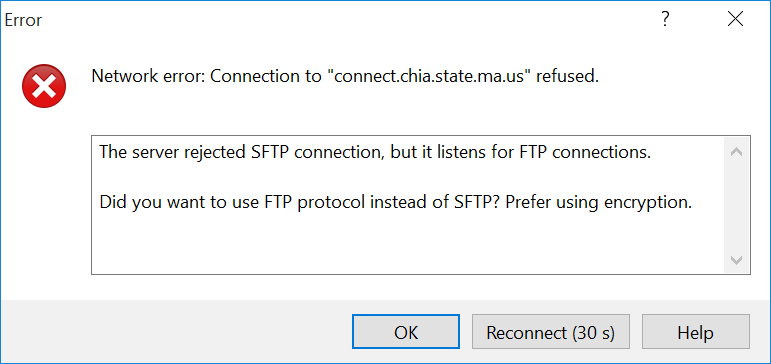 Error
?
Network error: Connection to "connect.chia.state.ma.us" refused.
The server rejected SFTP connection, but it listens for FTP connections.
Did you want to use FTP protocol instead of SFTP? Prefer using encryption.
OK
Reconnect (30 s)
Help